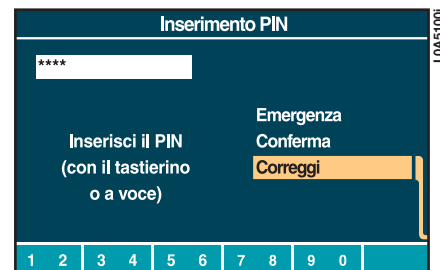 Inserimento PIN
****
Emergenza
Inserisci il PIN
Conferma
(con il tastierino
Correggi
o a voce)
1 2 3 4 5 6 7 8 9 0
L0A5100i